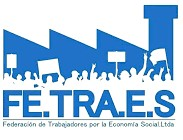 FE.TRA.E.S
Federación de Trabajadores por la Economía Social.Ltda